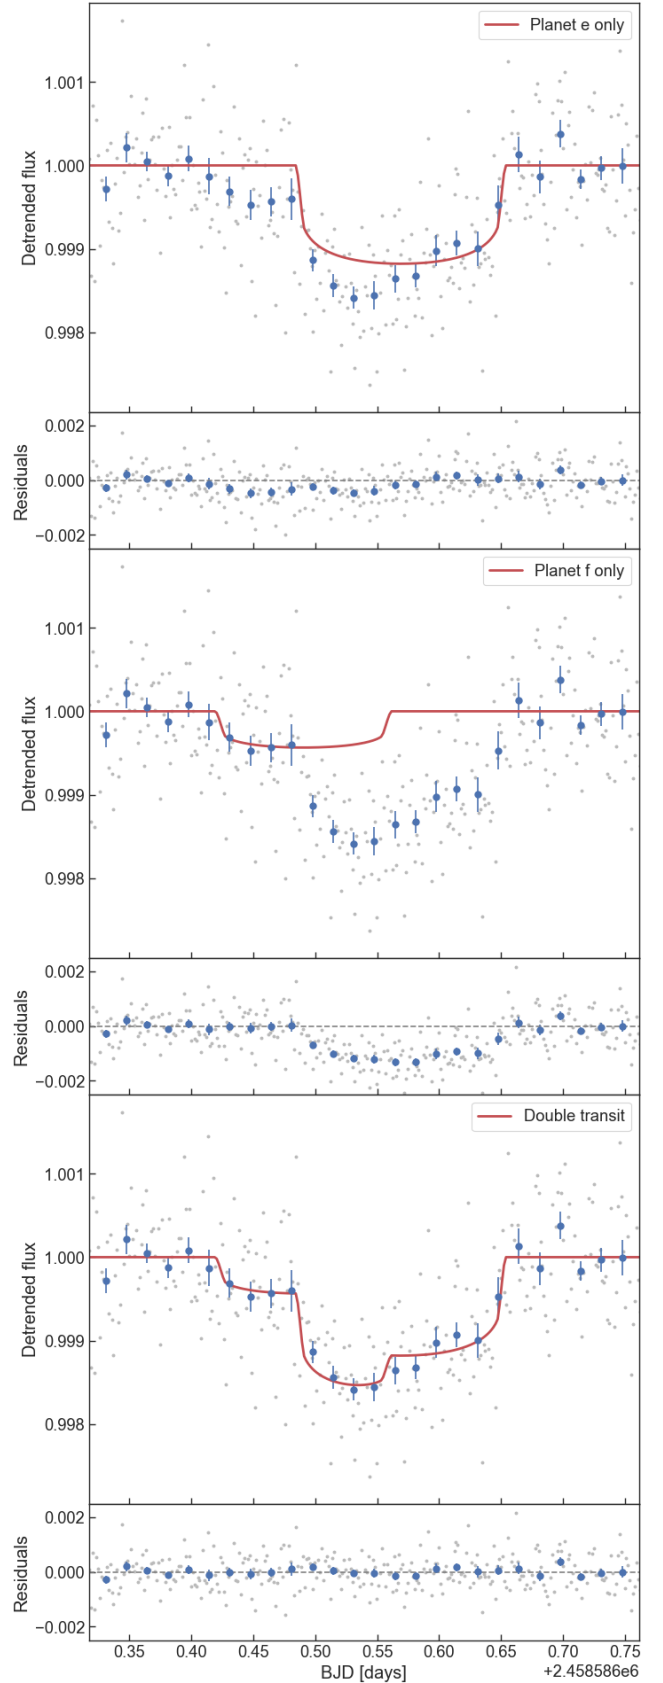 Planet e only
1.001
1.000
0.999
0.998
Detrended flux
0.002
0.000
−0.002
Residuals
Planet f only
1.001
1.000
0.999
0.998
Detrended flux
0.002
0.000
−0.002
Residuals
Double transit
1.001
1.000
0.999
0.998
Detrended flux
0.002
0.000
−0.002
Residuals
0.35 0.40 0.45 0.50 0.55 0.60 0.65 0.70 0.75
BJD [days]
+2.458586e6